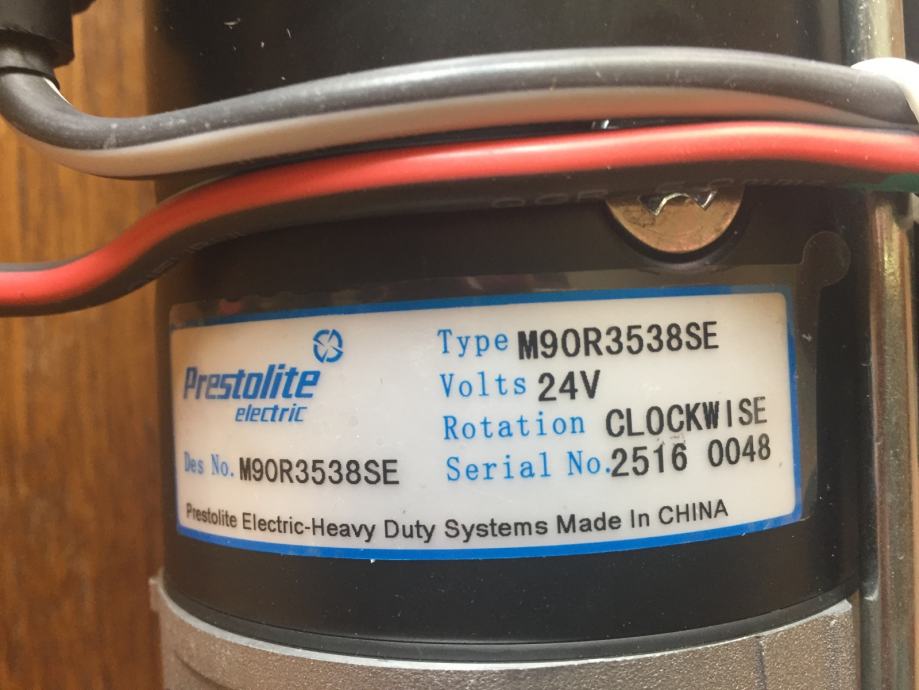 Prestolite
electric
Type M90R3538SE
Volts 24V
Rotation CLOCKWISE
Des No. M90R3538SE
Serial No. 2516 0048
Prestolite Electric-Heavy Duty Systems Made In CHINA